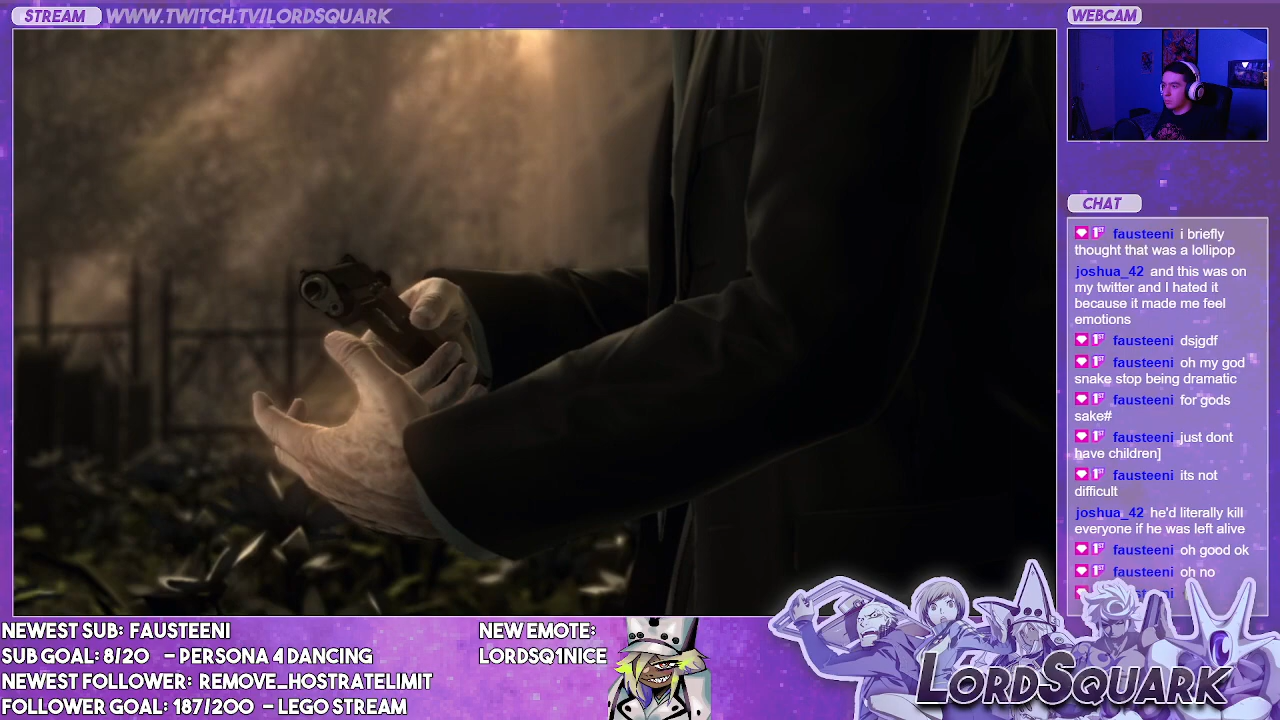 STREAM
WWW.TWITCH.TV/LORDSQUARK
WEBCAM
CHAT
fausteeni i briefly
thought that was a lollipop
joshua_42 and this was on
my twitter and I hated it
because it made me feel
emotions
fausteeni dsjgdf
fausteeni oh my god
snake stop being dramatic
fausteeni for gods
sake#
fausteeni just dont
have children]
fausteeni its not
difficult
joshua_42 he'd literally kill
everyone if he was left alive
fausteeni oh good ok
fausteeni oh no
NEWEST SUB: FAUSTEENI
SUB GOAL: 8/20 - PERSONA 4 DANCING
NEWEST FOLLOWER: REMOVE_HOSTRATELIMIT
FOLLOWER GOAL: 187/200 - LEGO STREAM
NEW EMOTE:
LORDSQ1NICE
LORDSQUARK